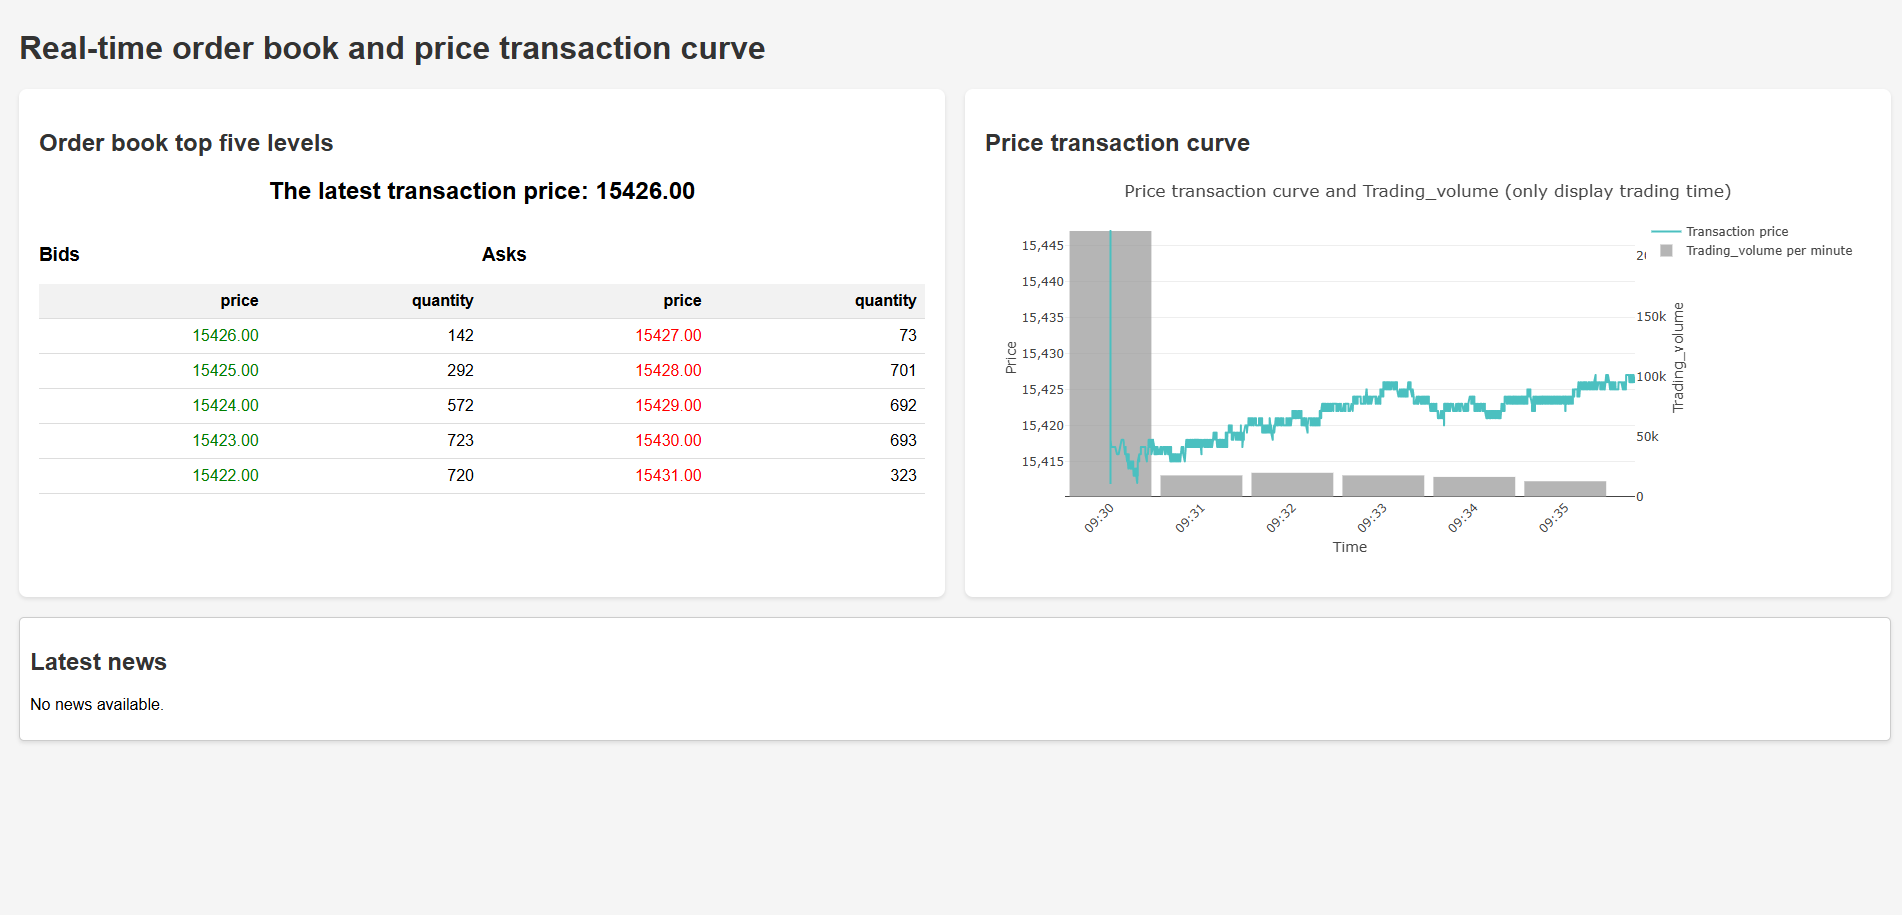 Real-time order book and price transaction curve
Order book top five levels
The latest transaction price: 15426.00
Bids
Asks
price quantity price quantity
15426.00 142 15427.00 73
15425.00 292 15428.00 701
15424.00 572 15429.00 692
15423.00 723 15430.00 693
15422.00 720 15431.00 323
Price transaction curve
Price transaction curve and Trading_volume (only display trading time)
Transaction price
Trading_volume per minute
Price
15,445
15,440
15,435
15,430
15,425
15,420
15,415
150k
100k
50k
0
Trading_volume
09:30 09:31 09:32 09:33 09:34 09:35
Time
Latest news
No news available.